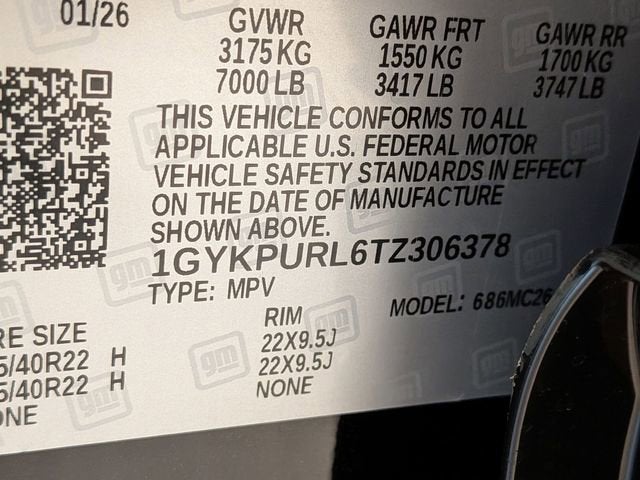 01/26
GVWR GAWR FRT GAWR RR
3175 KG 1550 KG 1700 KG
7000 LB 3417 LB 3747 LB
THIS VEHICLE CONFORMS TO ALL
APPLICABLE U.S. FEDERAL MOTOR
VEHICLE SAFETY STANDARDS IN EFFECT
ON THE DATE OF MANUFACTURE
SHOWN ABOVE.
1GYKPURL6TZ306378
TYPE: MPV MODEL: 686MC26
RE SIZE RIM
5/40R22 H 22X9.5J
5/40R22 H 22X9.5J
ONE NONE
gm